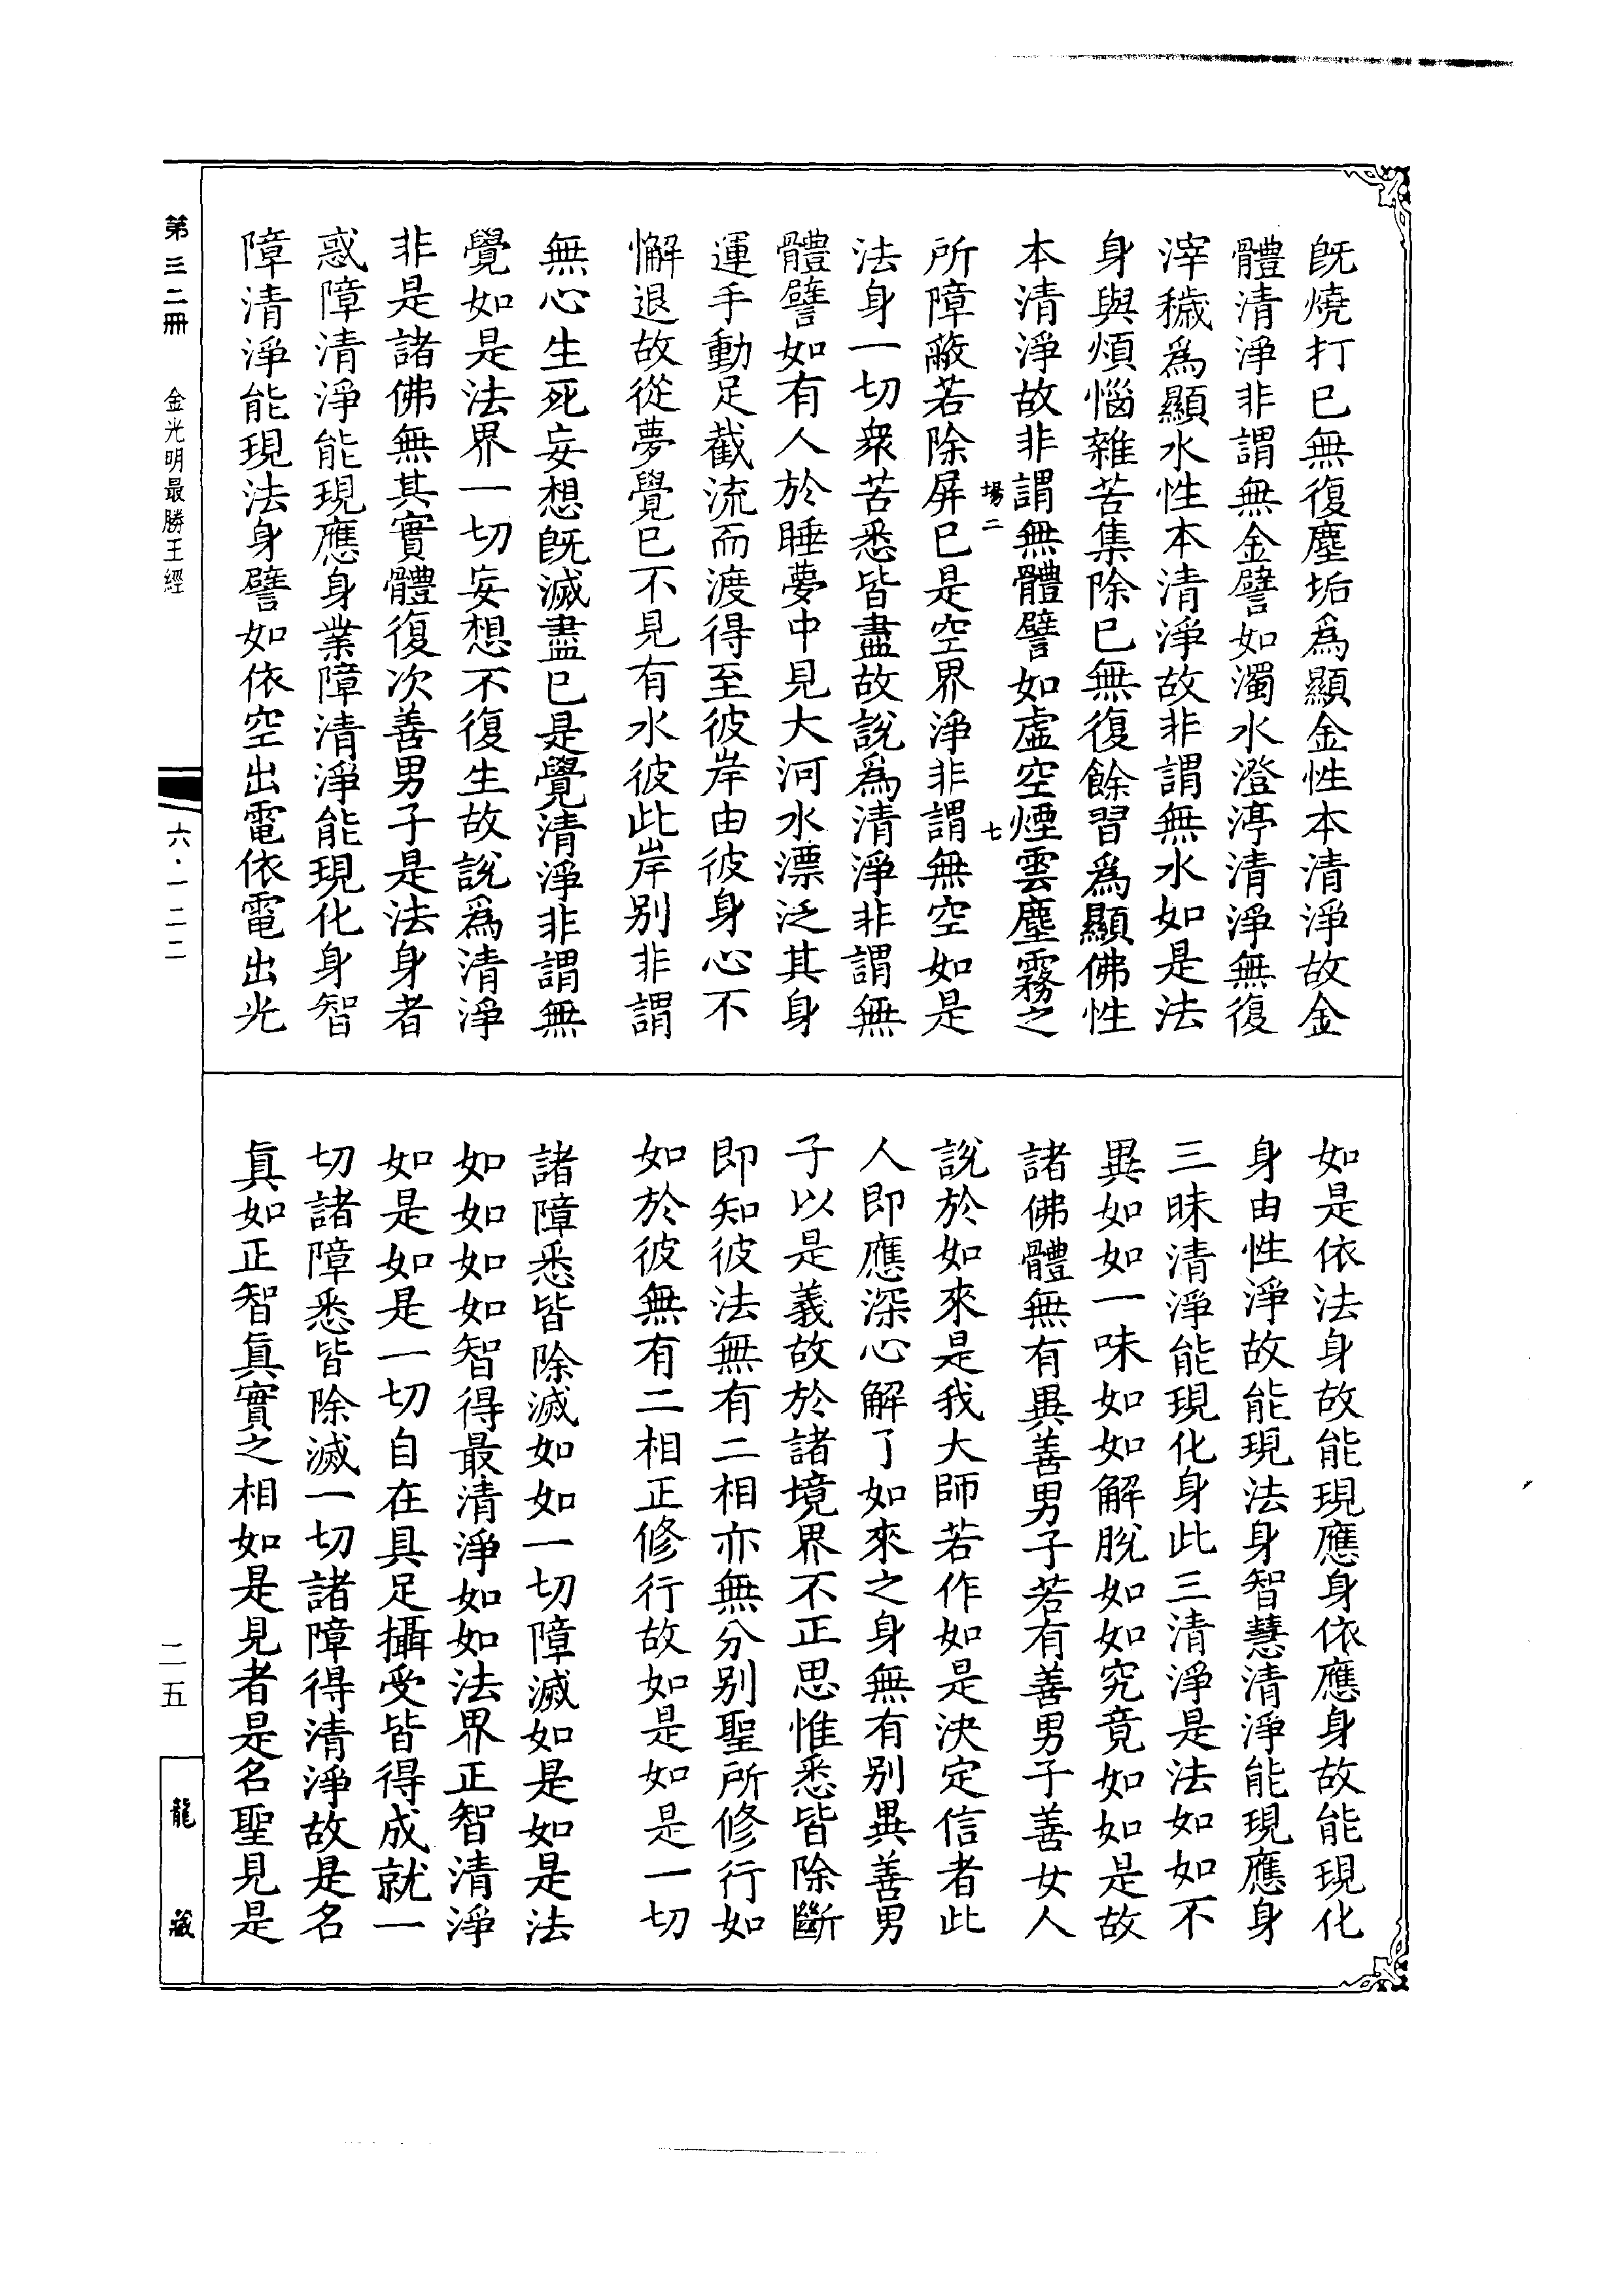 既燒打已無復塵垢為顯金性本清淨故金
體清淨非謂無金譬如濁水澄渟清淨無復
滓穢為顯水性本清淨故非謂無水如是法
身與煩惱雜苦集除已無復餘習為顯佛性
本清淨故非謂無體譬如虛空煙雲塵霧之
場二 七
所障蔽若除屏已是空界淨非謂無空如是
法身一切眾苦悉皆盡故說為清淨非謂無
體譬如有人於睡夢中見大河水漂泛其身
運手動足截流而渡得至彼岸由彼身心不
懈退故從夢覺已不見有水彼此岸別非謂
無心生死妄想既滅盡已是覺清淨非謂無
覺如是法界一切妄想不復生故說為清淨
非是諸佛無其實體復次善男子是法身者
惑障清淨能現應身業障清淨能現化身智
障清淨能現法身譬如依空出電依電出光
如是依法身故能現應身依應身故能現化
身由性淨故能現法身智慧清淨能現應身
三昧清淨能現化身此三清淨是法如如不
異如如一味如如解脫如如究竟如如是故
諸佛體無有異善男子若有善男子善女人
說於如來是我大師若作如是決定信者此
人即應深心解了如來之身無有別異善男
子以是義故於諸境界不正思惟悉皆除斷
即知彼法無有二相亦無分別聖所修行如
如於彼無有二相正修行故如是如是一切
諸障悉皆除滅如如一切障滅如是如是法
如如如如智得最清淨如如法界正智清淨
如是如是一切自在具足攝受皆得成就一
切諸障悉皆除滅一切諸障得清淨故是名
真如正智真實之相如是見者是名聖見是
第三二冊 金光明最勝王經 六·一二二 二五 龍藏